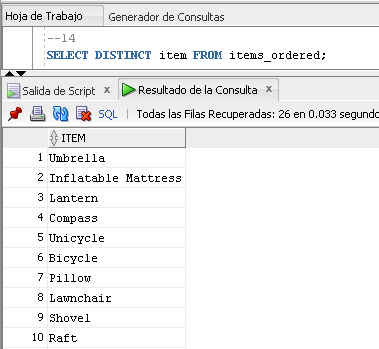 Hoja de Trabajo Generador de Consultas
--14
SELECT DISTINCT item FROM items_ordered;
Salida de Script x Resultado de la Consulta x
SQL | Todas las Filas Recuperadas: 26 en 0.033 segundo
ITEM
1 Umbrella
2 Inflatable Mattress
3 Lantern
4 Compass
5 Unicycle
6 Bicycle
7 Pillow
8 Lawnchair
9 Shovel
10 Raft